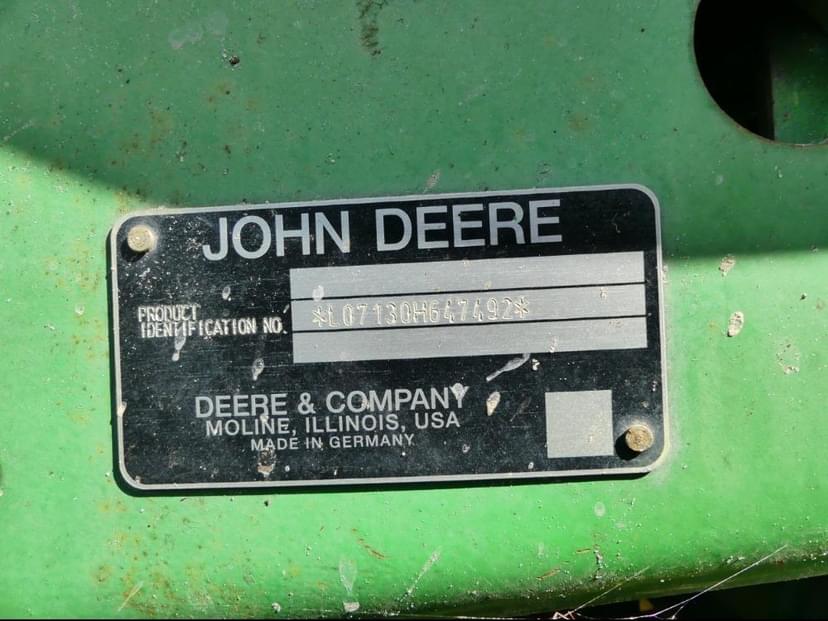 JOHN DEERE
PRODUCT
IDENTIFICATION NO.
*L07130H647492*
DEERE & COMPANY
MOLINE, ILLINOIS, USA
MADE IN GERMANY